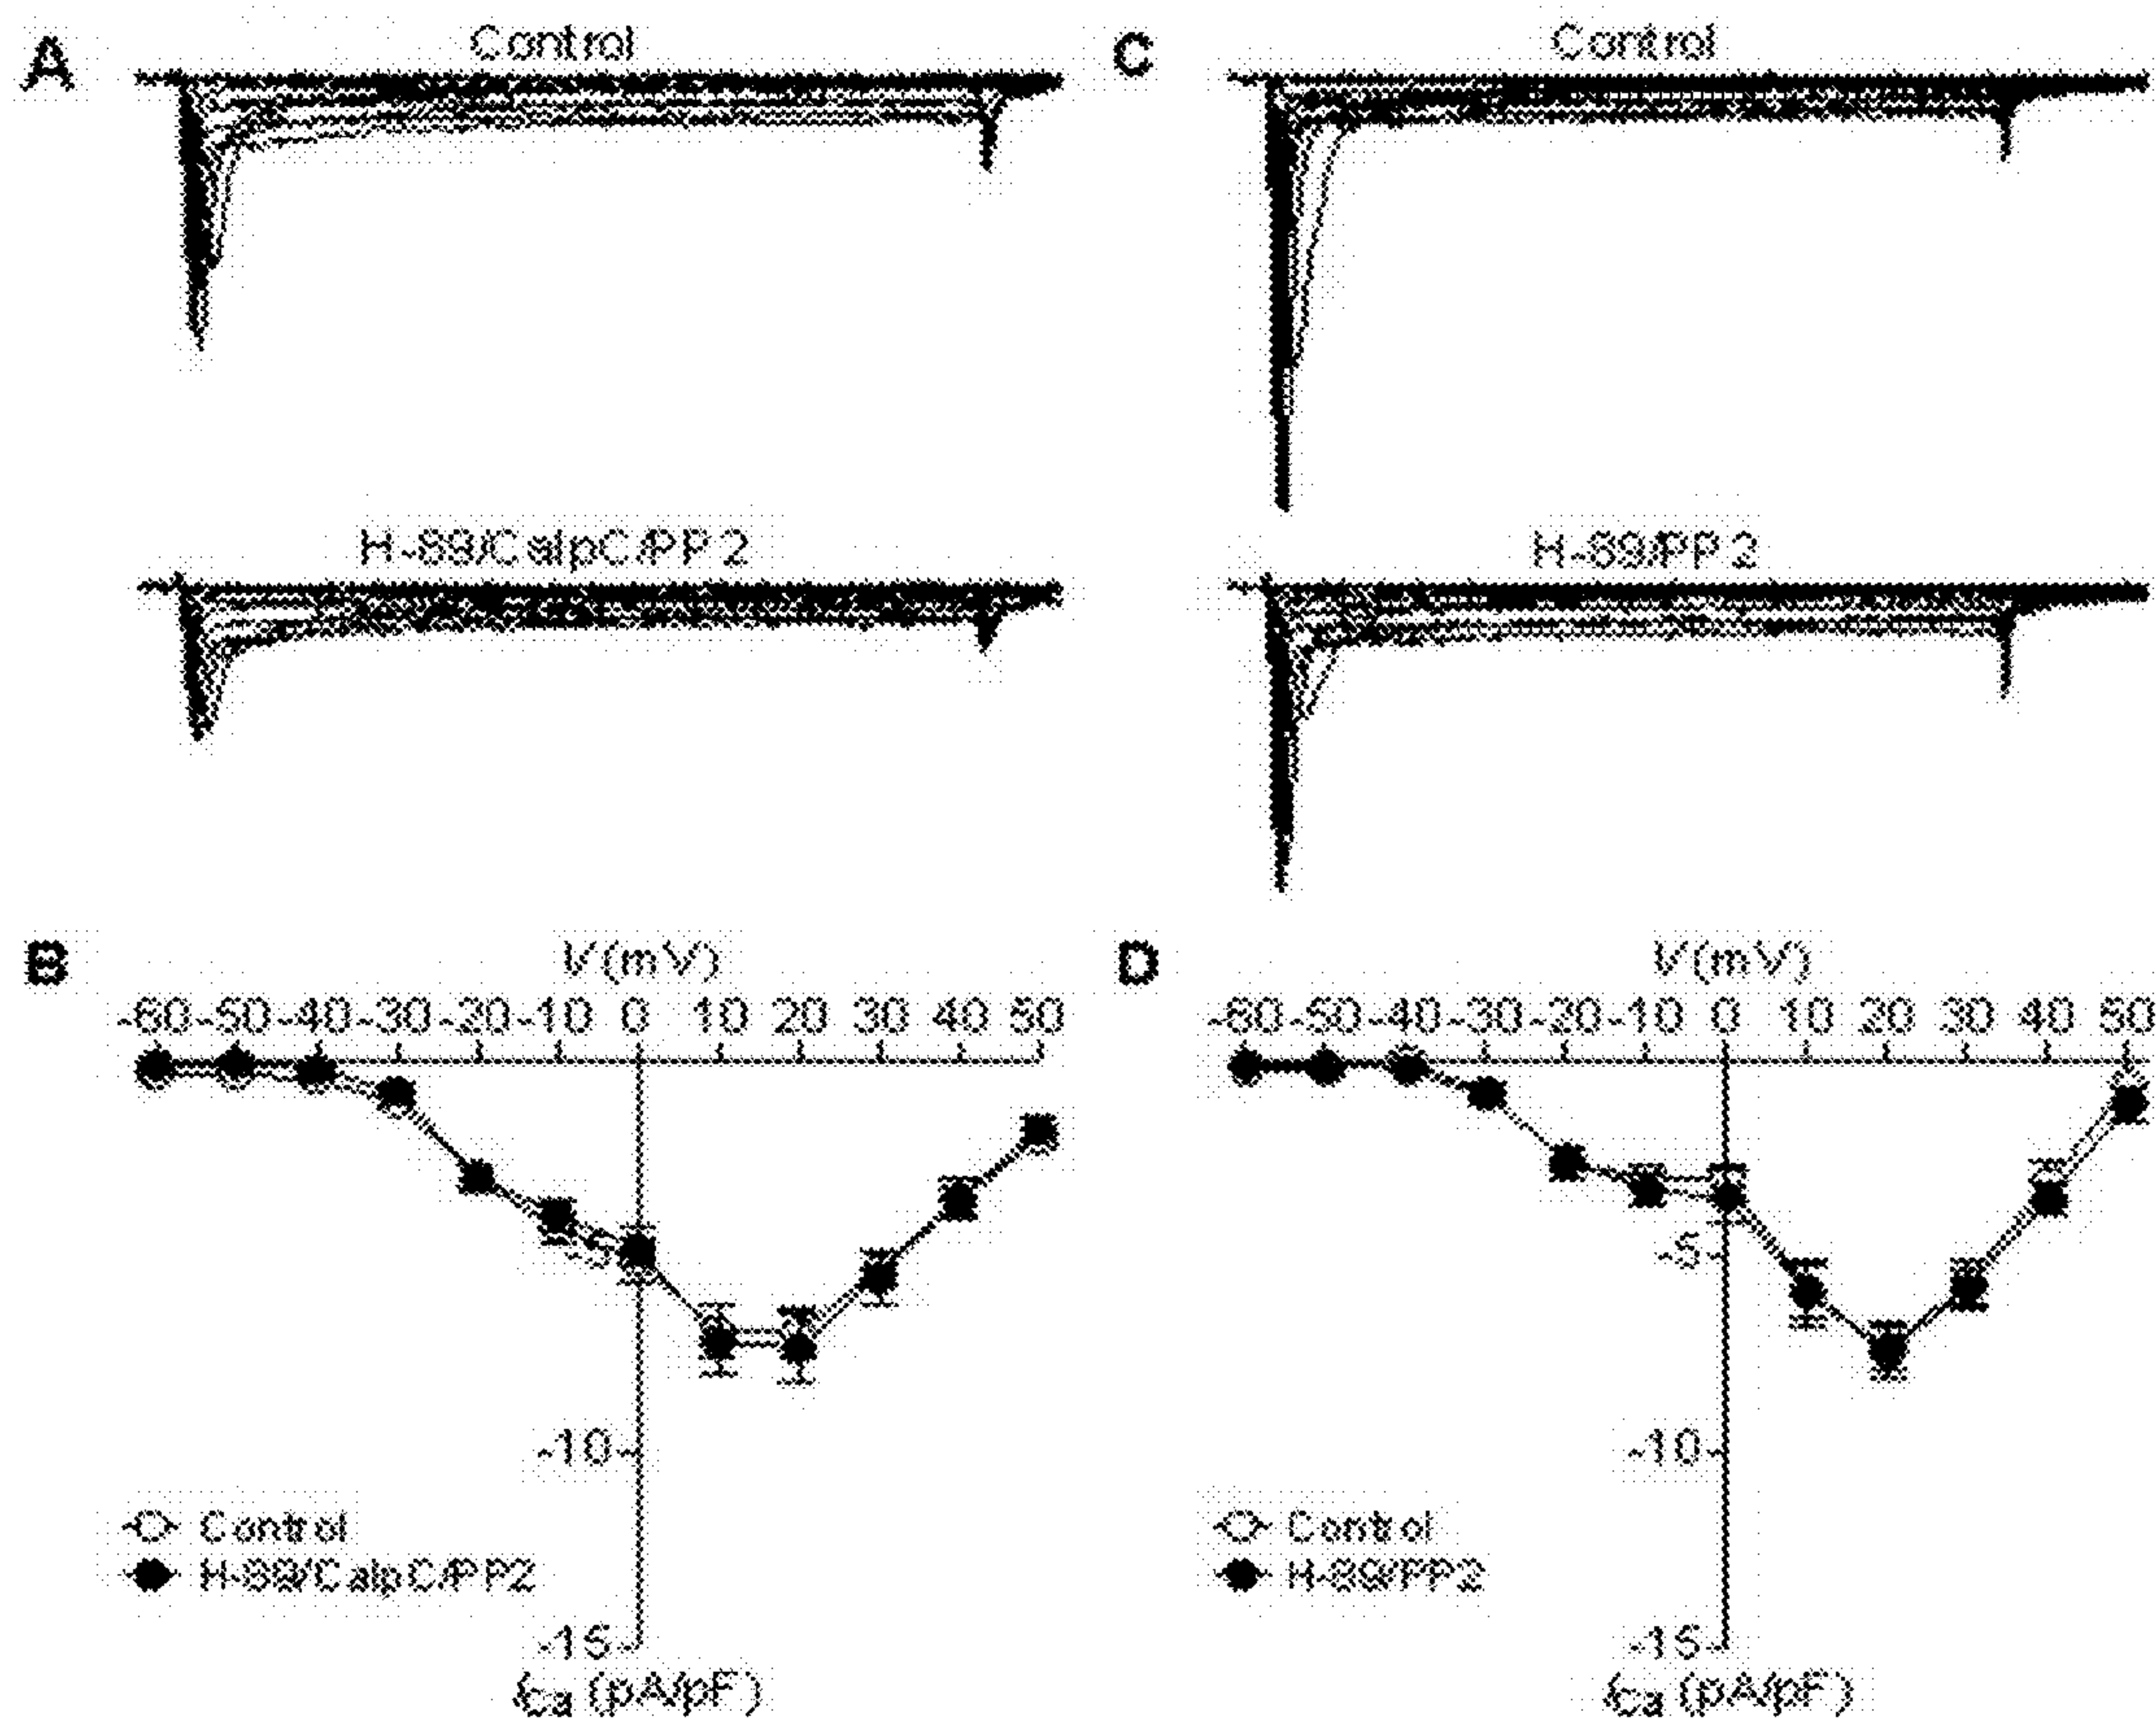 A
Control
H-89/CalpC/PP2
C
Control
H-89/PP2
B
V (mV)
-60 -50 -40 -30 -20 -10 0 10 20 30 40 50
-5
-10
-15
Control
H-89/CalpC/PP2
ICa (pA/pF)
D
V (mV)
-60 -50 -40 -30 -20 -10 0 10 20 30 40 50
-5
-10
-15
Control
H-89/PP2
ICa (pA/pF)